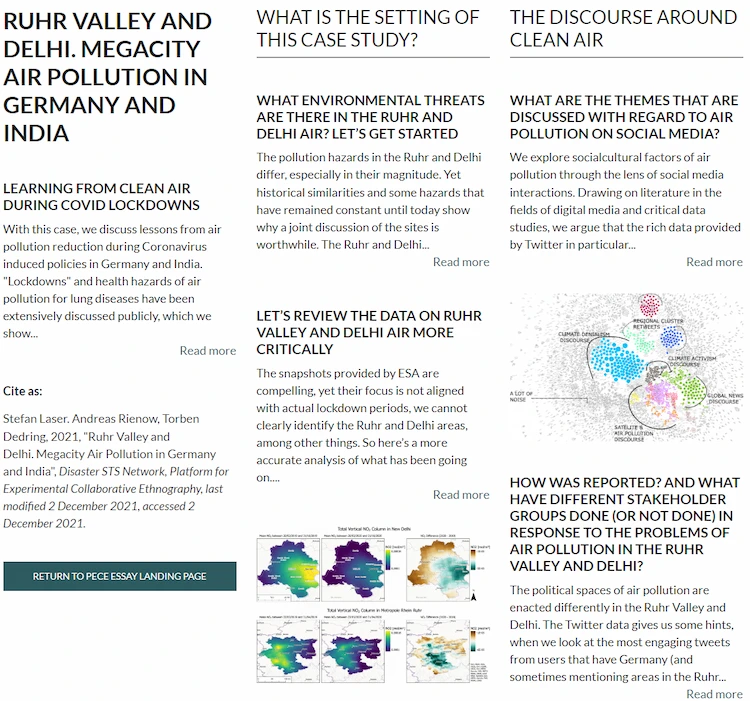 RUHR VALLEY AND
DELHI. MEGACITY
AIR POLLUTION IN
GERMANY AND
INDIA
LEARNING FROM CLEAN AIR
DURING COVID LOCKDOWNS
With this case, we discuss lessons from air
pollution reduction during Coronavirus
induced policies in Germany and India.
"Lockdowns" and health hazards of air
pollution for lung diseases have been
extensively discussed publicly, which we
show...
Read more
Cite as:
Stefan Laser. Andreas Rienow, Torben
Dedring, 2021, "Ruhr Valley and
Delhi. Megacity Air Pollution in Germany
and India", Disaster STS Network, Platform for
Experimental Collaborative Ethnography, last
modified 2 December 2021, accessed 2
December 2021.
RETURN TO PECE ESSAY LANDING PAGE
WHAT IS THE SETTING OF
THIS CASE STUDY?
WHAT ENVIRONMENTAL THREATS
ARE THERE IN THE RUHR AND
DELHI AIR? LET'S GET STARTED
The pollution hazards in the Ruhr and Delhi
differ, especially in their magnitude. Yet
historical similarities and some hazards that
have remained constant until today show
why a joint discussion of the sites is
worthwhile. The Ruhr and Delhi...
Read more
LET'S REVIEW THE DATA ON RUHR
VALLEY AND DELHI AIR MORE
CRITICALLY
The snapshots provided by ESA are
compelling, yet their focus is not aligned
with actual lockdown periods, we cannot
clearly identify the Ruhr and Delhi areas,
among other things. So here's a more
accurate analysis of what has been going
on....
Read more
Total Vertical NO₂ Column in New Delhi
Total Vertical NO₂ Column in Metropole Rhein Ruhr
THE DISCOURSE AROUND
CLEAN AIR
WHAT ARE THE THEMES THAT ARE
DISCUSSED WITH REGARD TO AIR
POLLUTION ON SOCIAL MEDIA?
We explore socialcultural factors of air
pollution through the lens of social media
interactions. Drawing on literature in the
fields of digital media and critical data
studies, we argue that the rich data provided
by Twitter in particular...
Read more
REGIONAL CLUSTER
RETWEETS
CLIMATE DENIALISM
DISCOURSE
CLIMATE ACTIVISM
DISCOURSE
A LOT OF
NOISE
GLOBAL NEWS
DISCOURSE
SATELLITE &
AIR POLLUTION
DISCOURSE
HOW WAS REPORTED? AND WHAT
HAVE DIFFERENT STAKEHOLDER
GROUPS DONE (OR NOT DONE) IN
RESPONSE TO THE PROBLEMS OF
AIR POLLUTION IN THE RUHR
VALLEY AND DELHI?
The political spaces of air pollution are
enacted differently in the Ruhr Valley and
Delhi. The Twitter data gives us some hints,
when we look at the most engaging tweets
from users that have Germany (and
sometimes mentioning areas in the Ruhr...
Read more